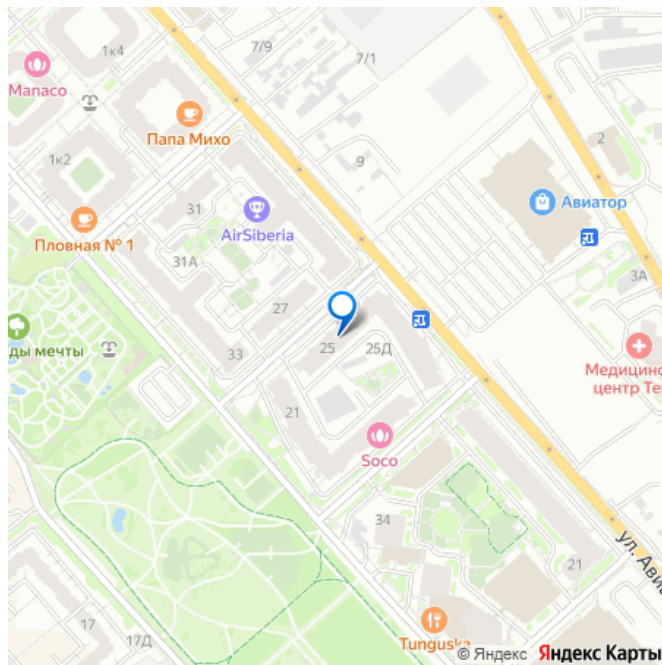 1к4
7/9
7/1
Manaco
Папа Михо
2
9
1к2
31
Авиатор
AirSiberia
Пловная № 1
31А
3А
27
ды мечты
33
25
25Д
Медицинс
центр Те
21
Soco
34
ул. Авиа
21
17
17Д
Tunguska
© Яндекс Яндекс Карты